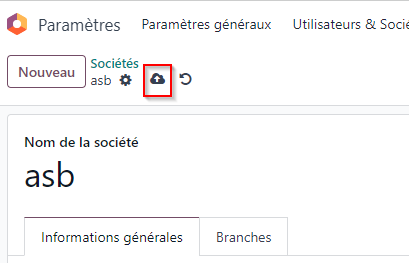 Paramètres Paramètres généraux Utilisateurs & Socié
Nouveau Sociétés
asb
Nom de la société
asb
Informations générales Branches